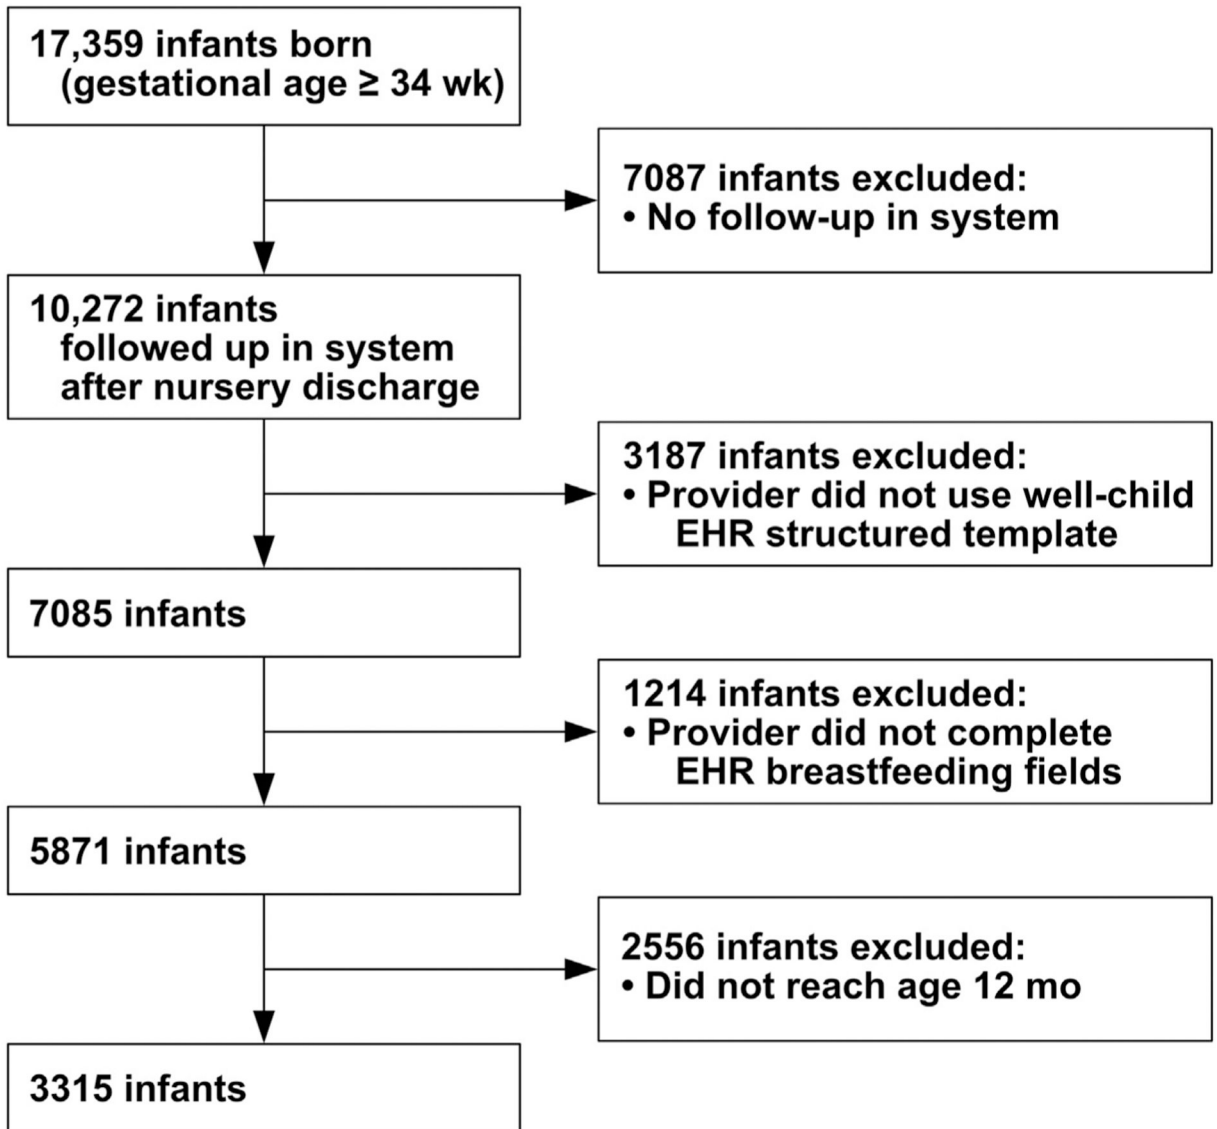 17,359 infants born
(gestational age ≥ 34 wk)
7087 infants excluded:
• No follow-up in system
10,272 infants
followed up in system
after nursery discharge
3187 infants excluded:
• Provider did not use well-child
EHR structured template
7085 infants
1214 infants excluded:
• Provider did not complete
EHR breastfeeding fields
5871 infants
2556 infants excluded:
• Did not reach age 12 mo
3315 infants